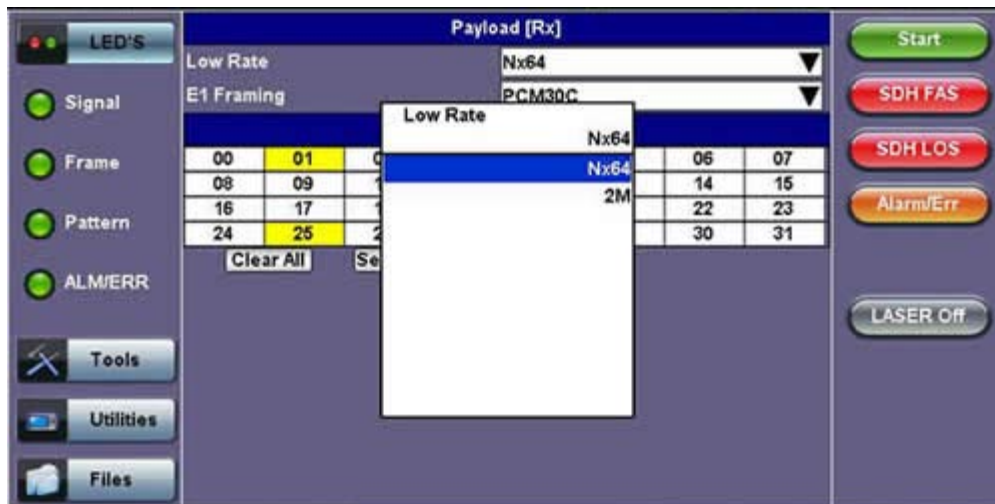 LED'S
Signal
Frame
Pattern
ALM/ERR
Tools
Utilities
Files
Payload [Rx]
Low Rate Nx64
E1 Framing PCM30C
00 01 06 07
08 09 14 15
16 17 22 23
24 25 30 31
Clear All
Low Rate
Nx64
Nx64
2M
Start
SDH FAS
SDH LOS
Alarm/Err
LASER Off